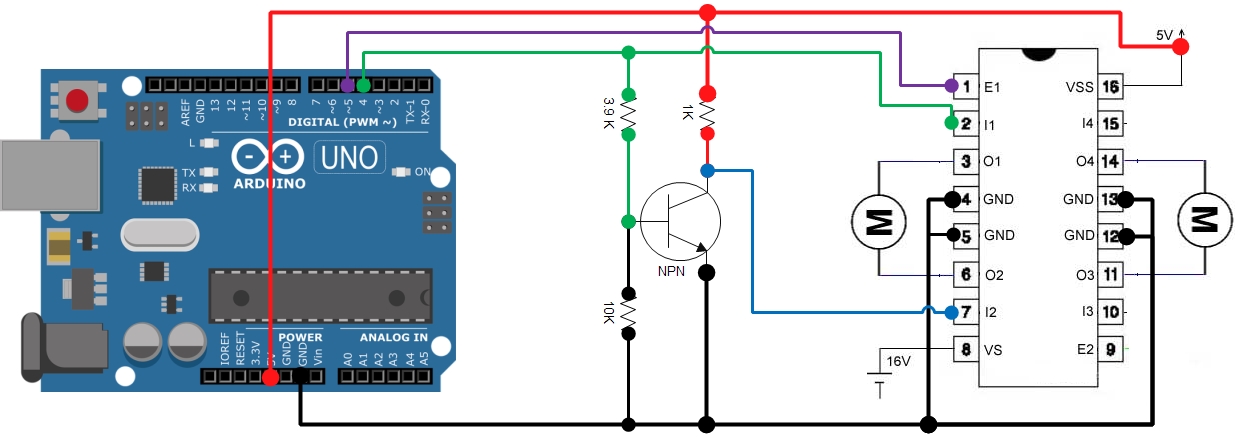 5V
AREF
GND
13
12
~11
~10
~9
8
7
~6
~5
4
~3
2
TX-1
RX-0
DIGITAL (PWM ~)
L
TX
RX
UNO
ON
ARDUINO
IOREF
RESET
3.3V
5V
GND
GND
Vin
POWER
ANALOG IN
A0
A1
A2
A3
A4
A5
3.9 K
1K
NPN
10K
1 E1 VSS 16
2 I1 I4 15
3 O1 O4 14
4 GND GND 13
5 GND GND 12
M M
6 O2 O3 11
7 I2 I3 10
8 VS E2 9
16V